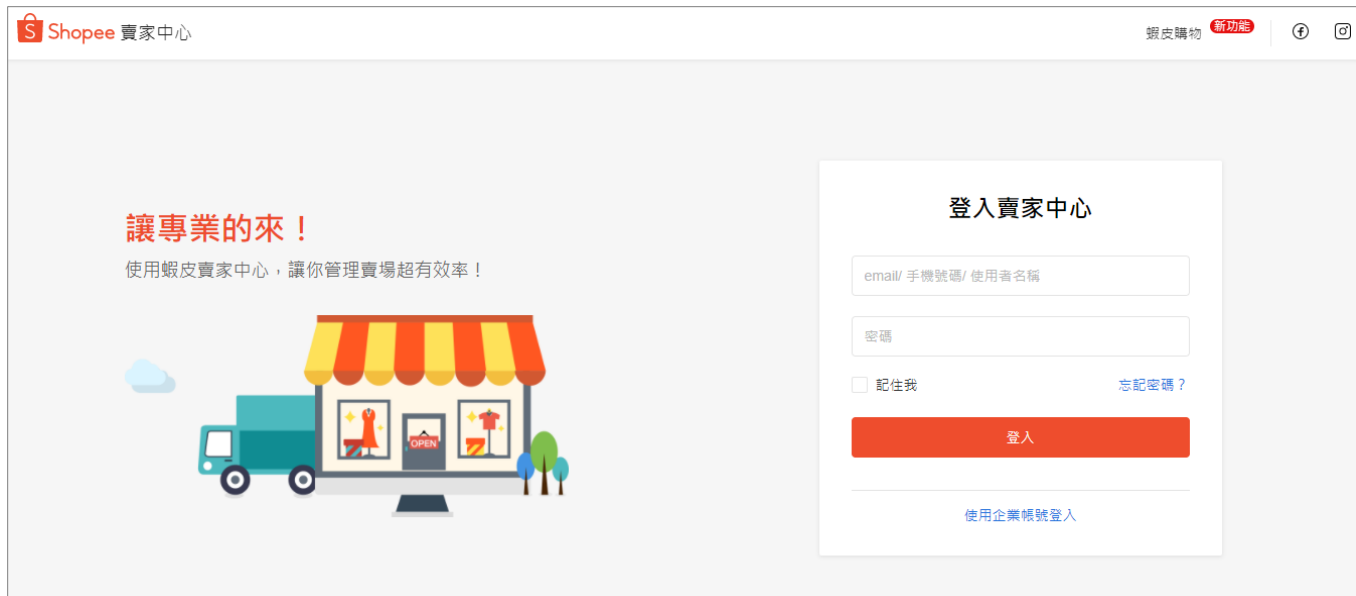 Shopee 賣家中心
蝦皮購物 新功能
讓專業的來！
使用蝦皮賣家中心，讓你管理賣場超有效率！
OPEN
登入賣家中心
email/ 手機號碼/ 使用者名稱
密碼
記住我 忘記密碼？
登入
使用企業帳號登入